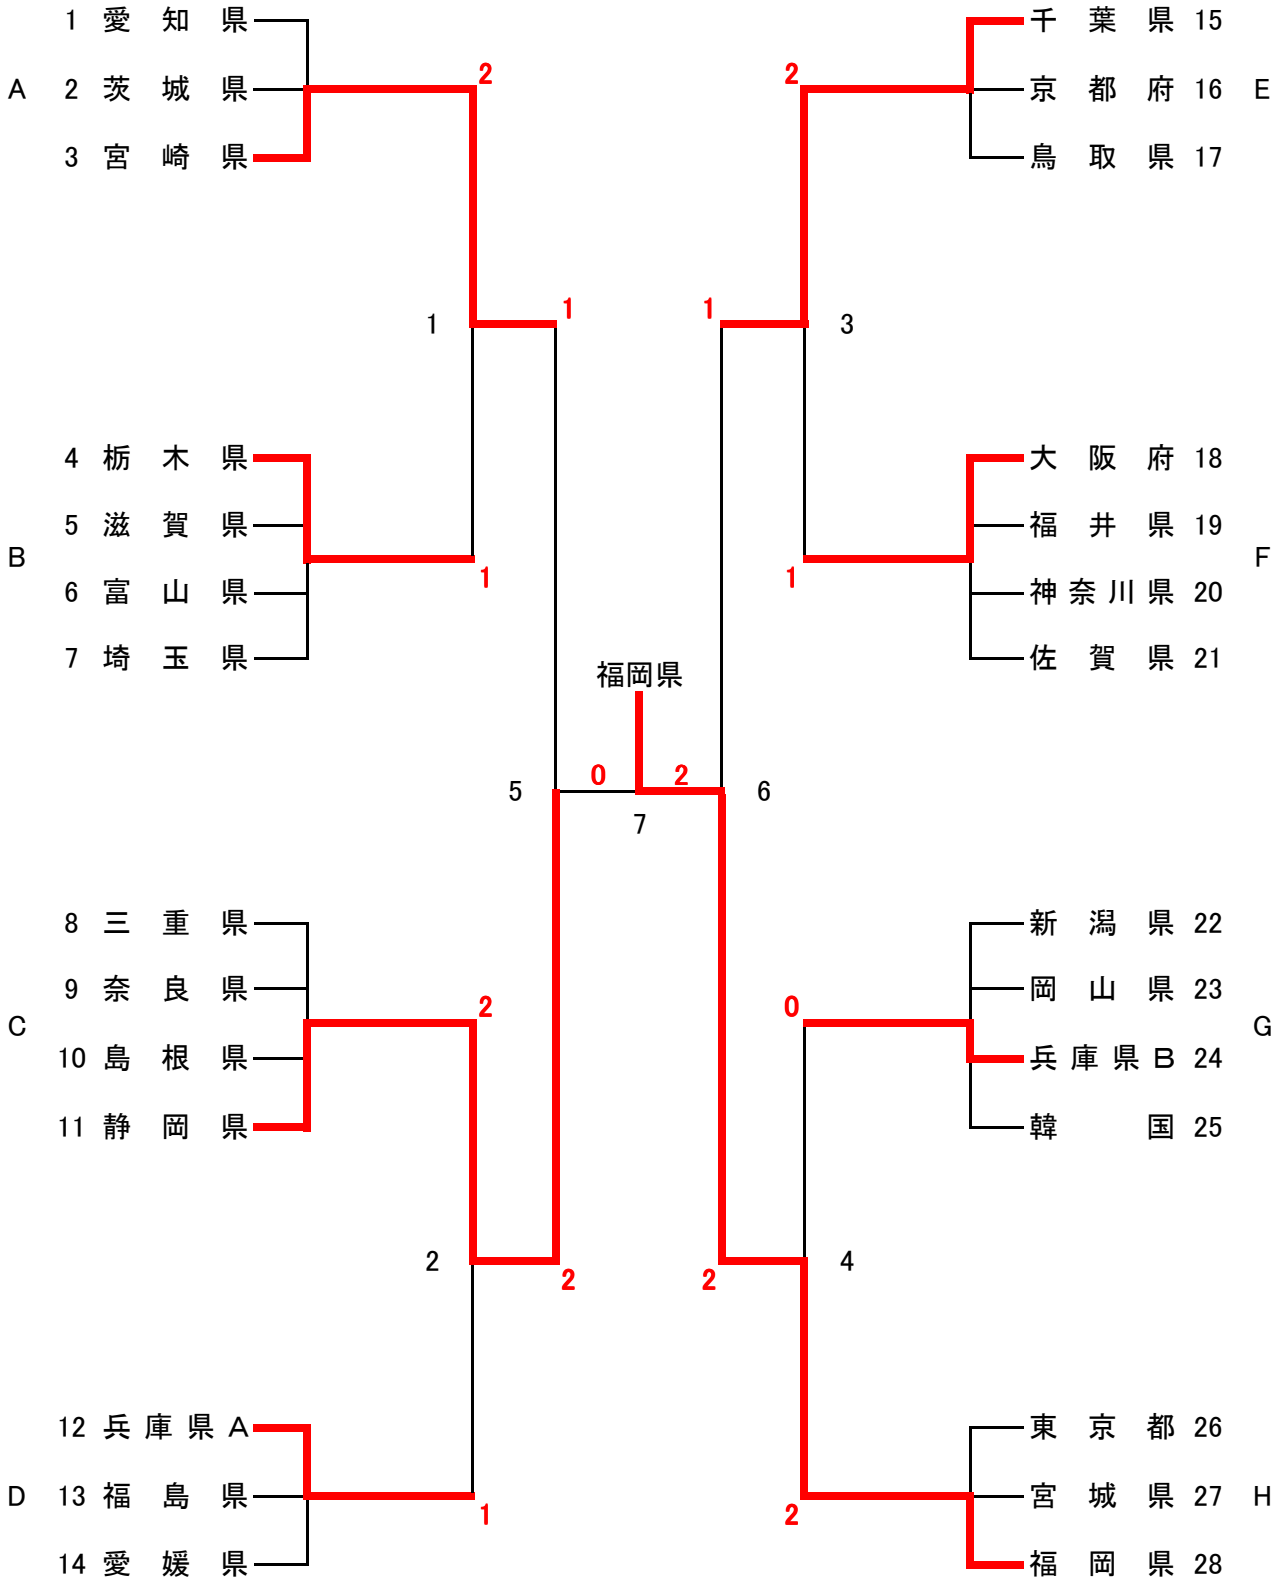 1 愛知県
A 2 茨城県
3 宮崎県
2
1
1
4 栃木県
5 滋賀県
B
6 富山県
1
7 埼玉県
8 三重県
9 奈良県
2
C
10 島根県
11 静岡県
2
2
12 兵庫県A
D 13 福島県
1
14 愛媛県
福岡県
5 0 2 6
7
千葉県 15
2
京都府 16 E
鳥取県 17
1
3
大阪府 18
福井県 19
F
1
神奈川県 20
佐賀県 21
新潟県 22
岡山県 23
0
G
兵庫県B 24
韓国 25
4
2
東京都 26
宮城県 27 H
2
福岡県 28